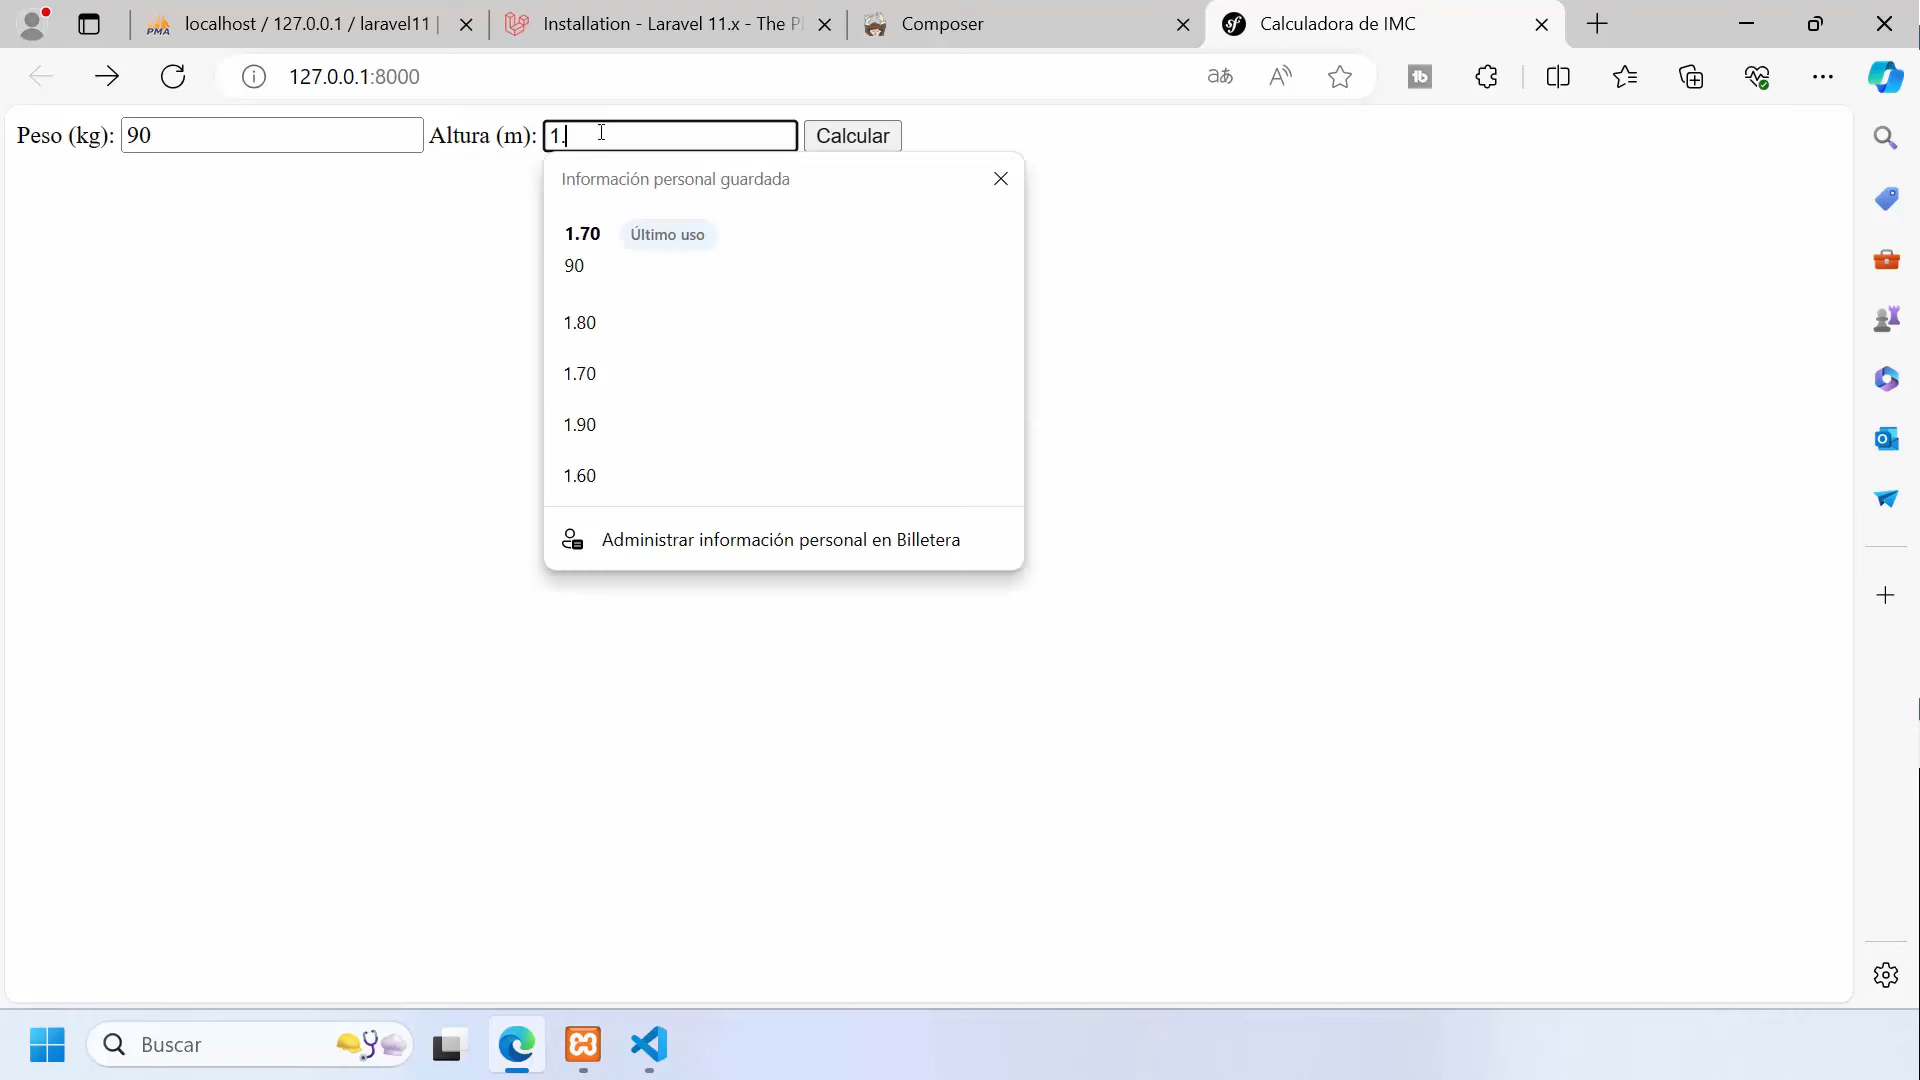 localhost / 127.0.0.1 / laravel11 |
Installation - Laravel 11.x - The P
Composer
Calculadora de IMC
127.0.0.1:8000
Peso (kg): 90 Altura (m): 1. Calcular
Información personal guardada
1.70 Último uso
90
1.80
1.70
1.90
1.60
Administrar información personal en Billetera
Buscar